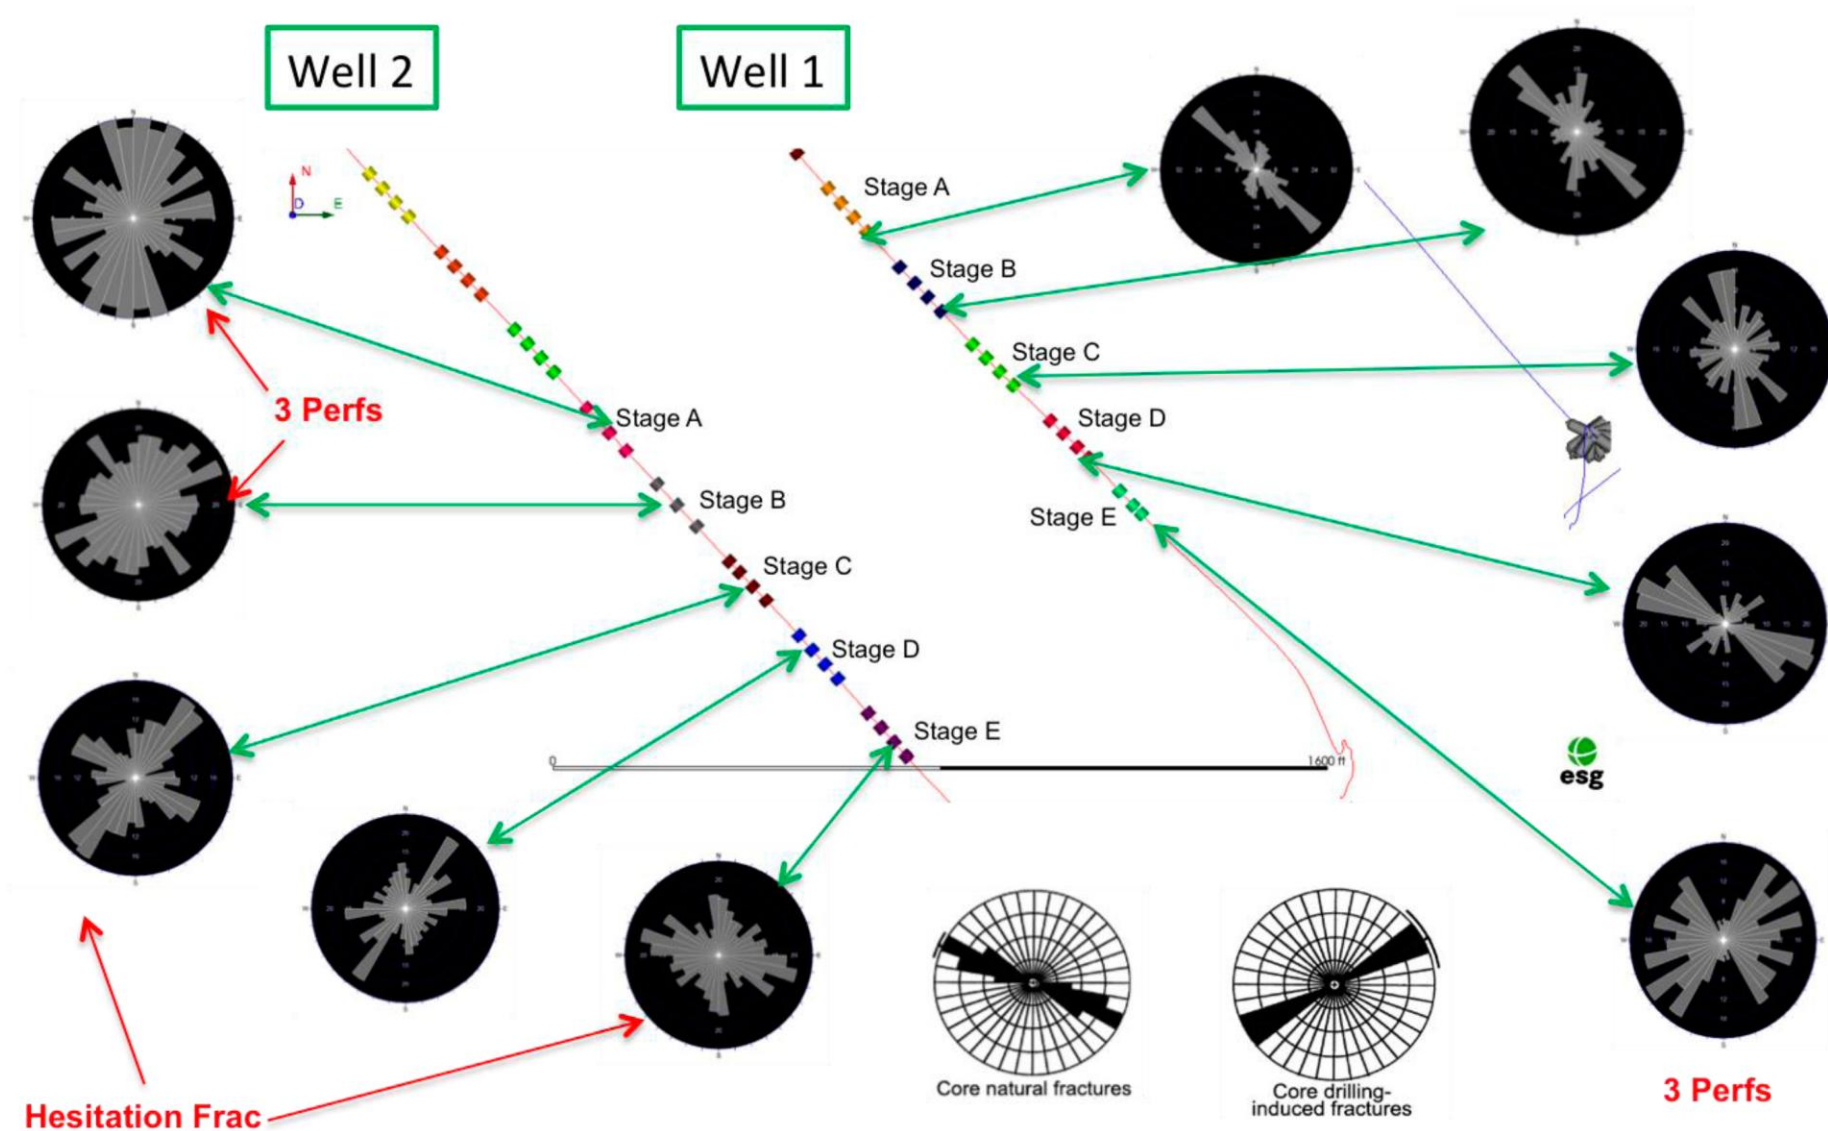 Well 2
Well 1
N
D
E
Stage A
Stage B
Stage C
Stage D
Stage E
3 Perfs
Stage A
Stage B
Stage C
Stage D
Stage E
0
1600 ft
esg
Core natural fractures
Core drilling-
induced fractures
3 Perfs
Hesitation Frac